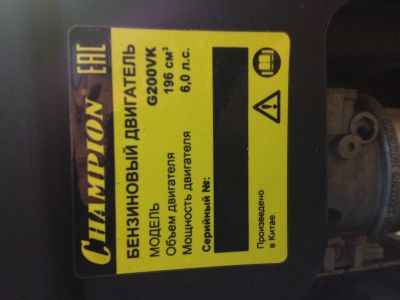 CHAMPION® EAC
БЕНЗИНОВЫЙ ДВИГАТЕЛЬ
МОДЕЛЬ G200VK
Объем двигателя 196 см³
Мощность двигателя 6,0 л.с.
Серийный №:
Произведено
в Китае.